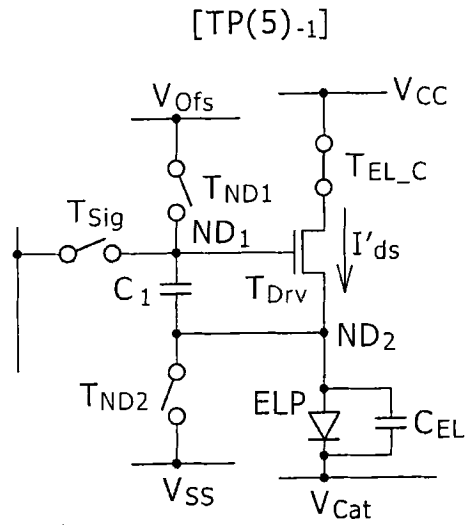 [TP(5)-1]
VOfs
VCC
TND1
TEL_C
TSig
ND1
I'ds
C1
TDrv
ND2
TND2
ELP
CEL
VSS
VCat